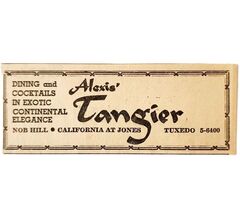 DINING and
COCKTAILS
IN EXOTIC
CONTINENTAL
ELEGANCE
Alexis'
Tangier
NOB HILL • CALIFORNIA AT JONES TUXEDO 5-6400